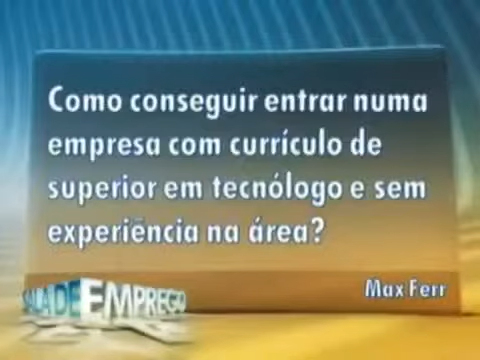 Como conseguir entrar numa
empresa com currículo de
superior em tecnólogo e sem
experiência na área?
Max Ferr
SALA DE EMPREGO